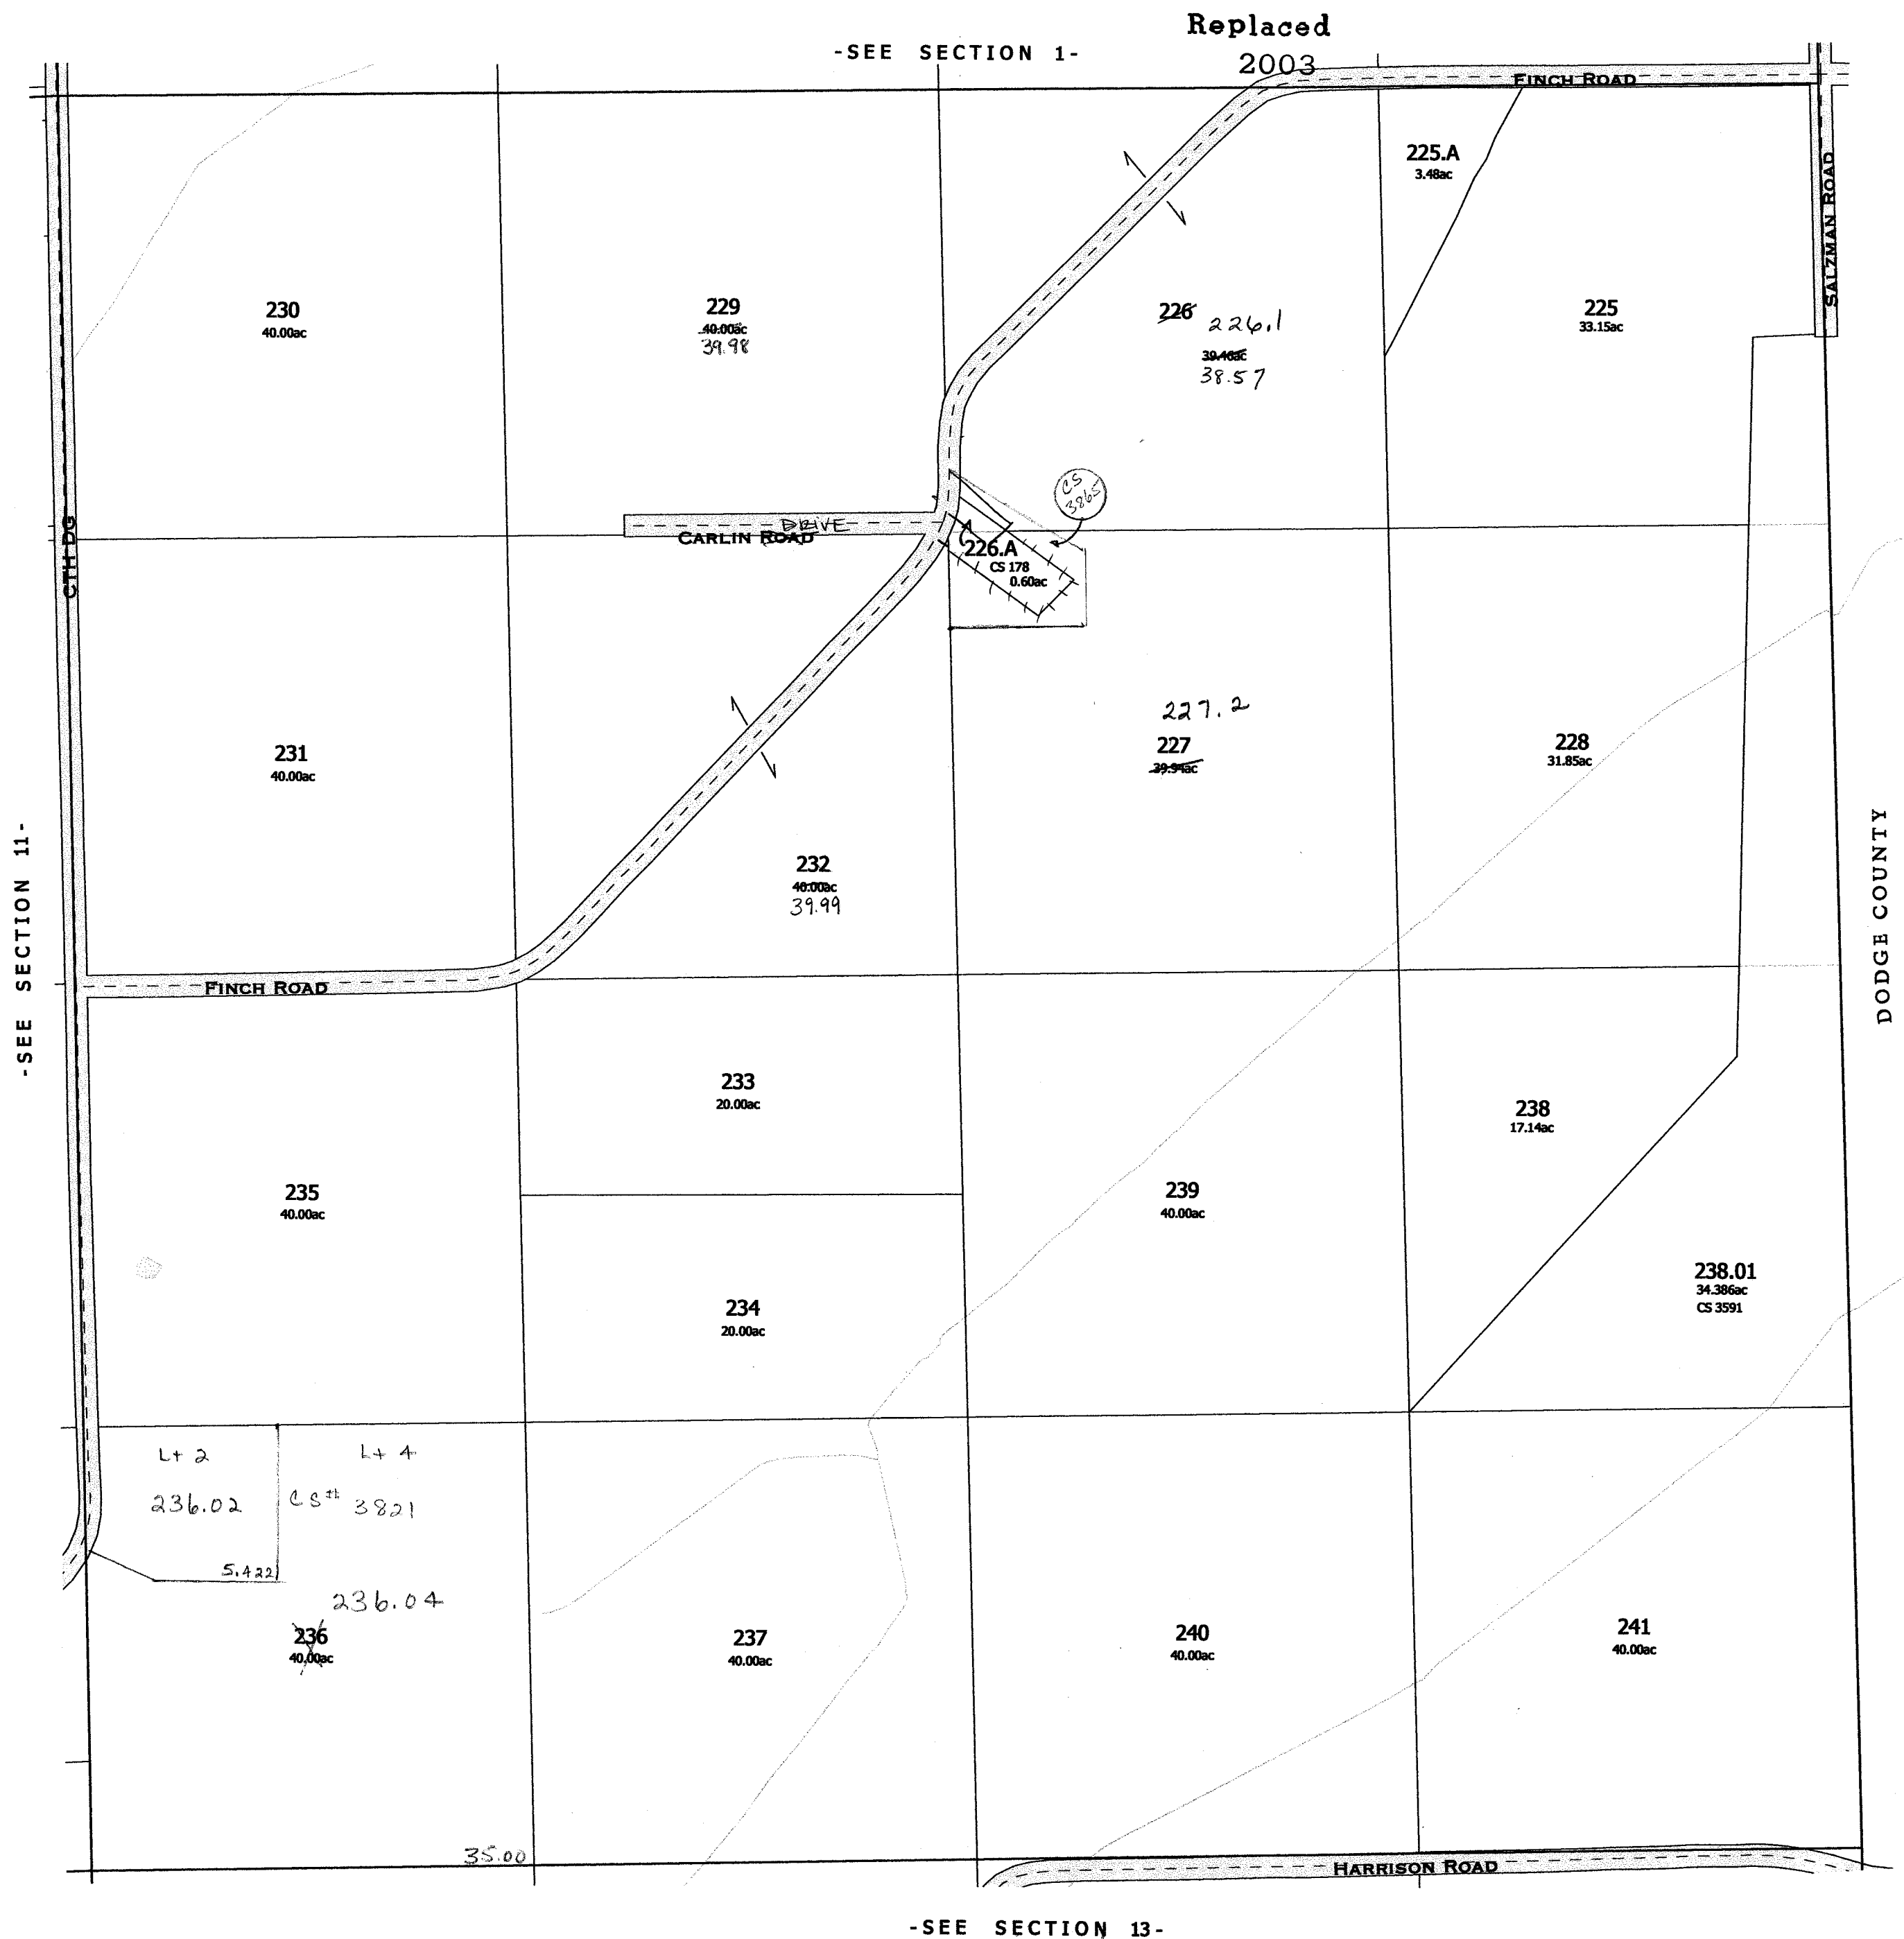 Replaced
2003
-SEE SECTION 1-
FINCH ROAD
SALZMAN ROAD
225.A
3.48ac
230
40.00ac
229
40.00ac
39.98
226 226.1
39.46ac
38.57
225
33.15ac
CTH DG
DRIVE
CARLIN ROAD
CS
3865
226.A
CS 178
0.60ac
231
40.00ac
227.2
227
39.94ac
228
31.85ac
232
40.00ac
39.99
-SEE SECTION 11-
DODGE COUNTY
FINCH ROAD
233
20.00ac
238
17.14ac
235
40.00ac
239
40.00ac
234
20.00ac
238.01
34.386ac
CS 3591
Lt 2
Lt 4
236.02
CS# 3821
5.422
236.04
236
40.00ac
237
40.00ac
240
40.00ac
241
40.00ac
35.00
HARRISON ROAD
-SEE SECTION 13-